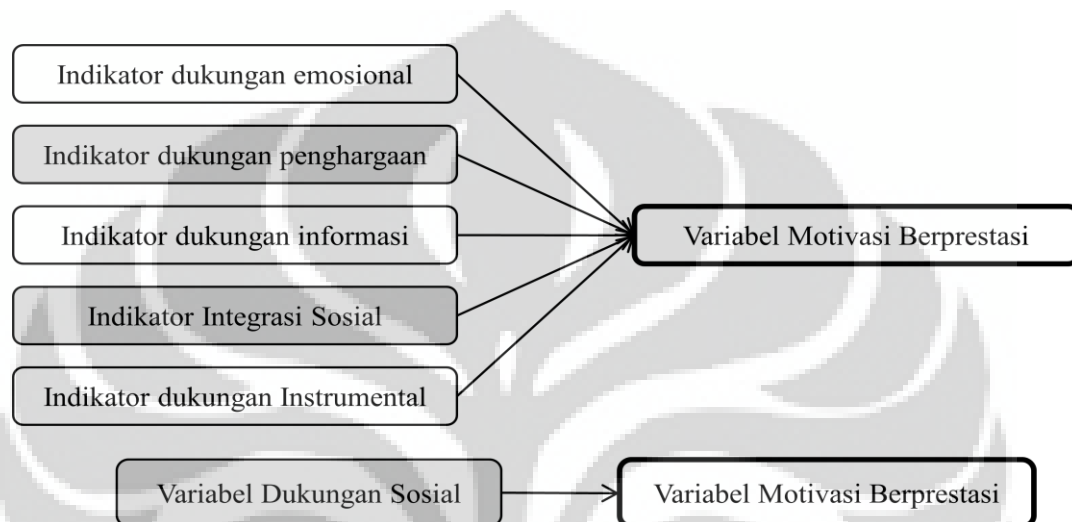 Indikator dukungan emosional
Indikator dukungan penghargaan
Indikator dukungan informasi
Variabel Motivasi Berprestasi
Indikator Integrasi Sosial
Indikator dukungan Instrumental
Variabel Dukungan Sosial
Variabel Motivasi Berprestasi